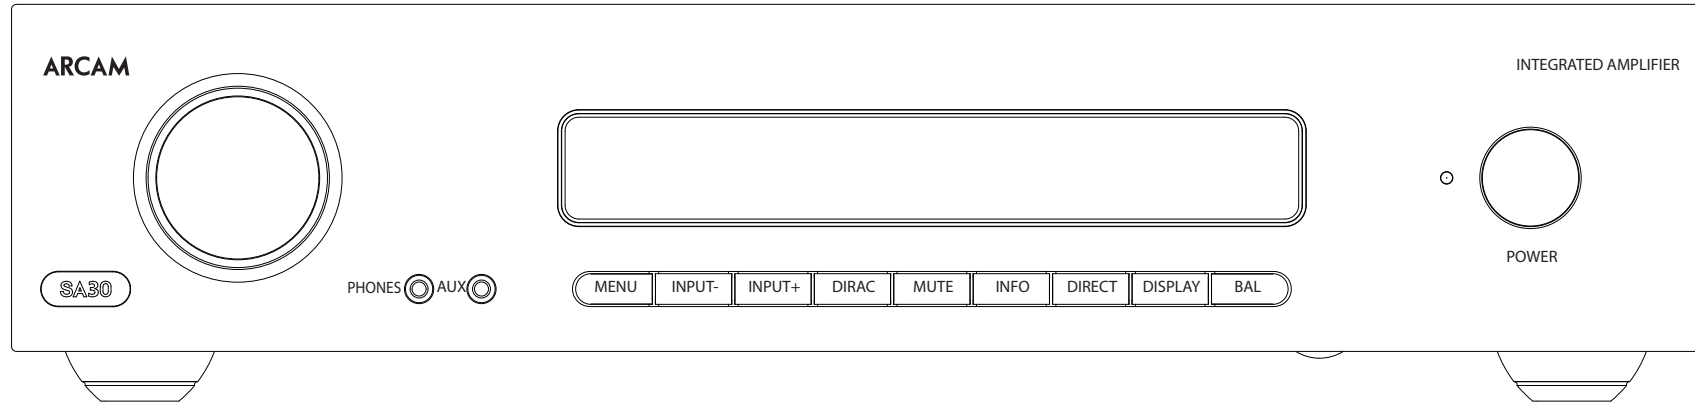 ARCAM
INTEGRATED AMPLIFIER
POWER
SA30
PHONES AUX
MENU INPUT- INPUT+ DIRAC MUTE INFO DIRECT DISPLAY BAL